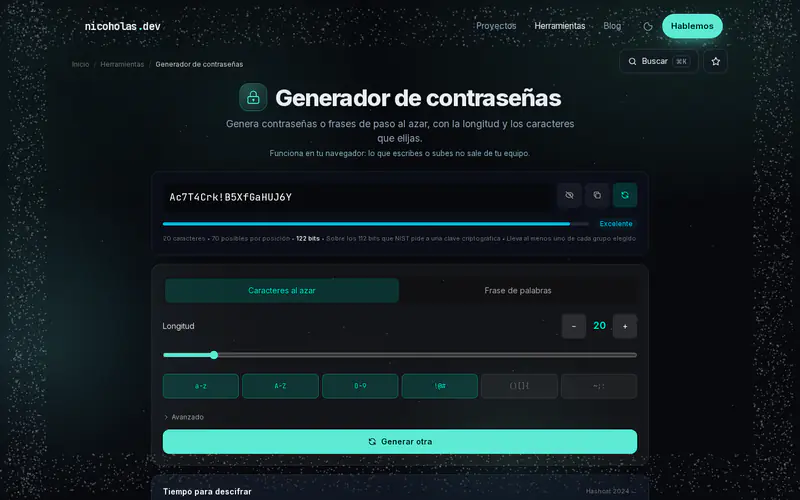 nicoholas.dev
Proyectos
Herramientas
Blog
Hablemos
Inicio / Herramientas / Generador de contraseñas
Buscar ⌘K
Generador de contraseñas
Genera contraseñas o frases de paso al azar, con la longitud y los caracteres
que elijas.
Funciona en tu navegador: lo que escribes o subes no sale de tu equipo.
Ac7T4Crk!B5XfGaHUJ6Y
Excelente
20 caracteres • 70 posibles por posición • 122 bits • Sobre los 112 bits que NIST pide a una clave criptográfica • Lleva al menos uno de cada grupo elegido
Caracteres al azar
Frase de palabras
Longitud
− 20 +
a-z
A-Z
0-9
!@#
(){}[
~;:
Avanzado
Generar otra
Tiempo para descifrar
Hashcat 2024